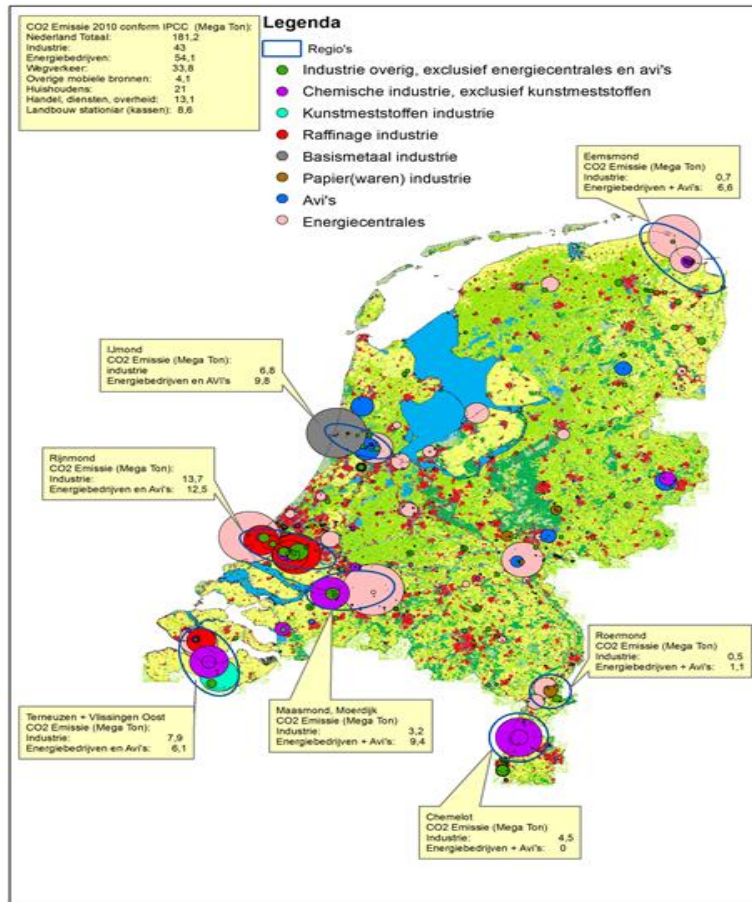 CO2 Emissie 2010 conform IPCC (Mega Ton)
Nederland Totaal: 181,2
Industrie: 43
Energiebedrijven: 54,1
Wegverkeer: 33,8
Overige mobiele bronnen: 4,1
Huishoudens: 21
Handel, diensten, overheid: 13,1
Landbouw stationair (kassen): 8,6
Legenda
Regio's
Industrie overig, exclusief energiecentrales en avi's
Chemische industrie, exclusief kunstmeststoffen
Kunstmeststoffen industrie
Raffinage industrie
Basismetaal industrie
Papier(waren) industrie
Avi's
Energiecentrales
Eemsmond
CO2 Emissie (Mega Ton)
Industrie: 0,7
Energiebedrijven + Avi's: 6,6
IJmond
CO2 Emissie (Mega Ton):
industrie 6,8
Energiebedrijven en AVI's 9,8
Rijnmond
CO2 Emissie (Mega Ton):
Industrie: 13,7
Energiebedrijven en Avi's: 12,5
Roermond
CO2 Emissie (Mega Ton)
Industrie: 0,5
Energiebedrijven + Avi's: 1,1
Terneuzen + Vlissingen Oost
CO2 Emissie (Mega Ton):
Industrie: 7,9
Energiebedrijven en Avi's: 6,1
Maasmond, Moerdijk
CO2 Emissie (Mega Ton)
Industrie: 3,2
Energiebedrijven + Avi's: 9,4
Chemelot
CO2 Emissie (Mega Ton)
Industrie: 4,5
Energiebedrijven + Avi's: 0